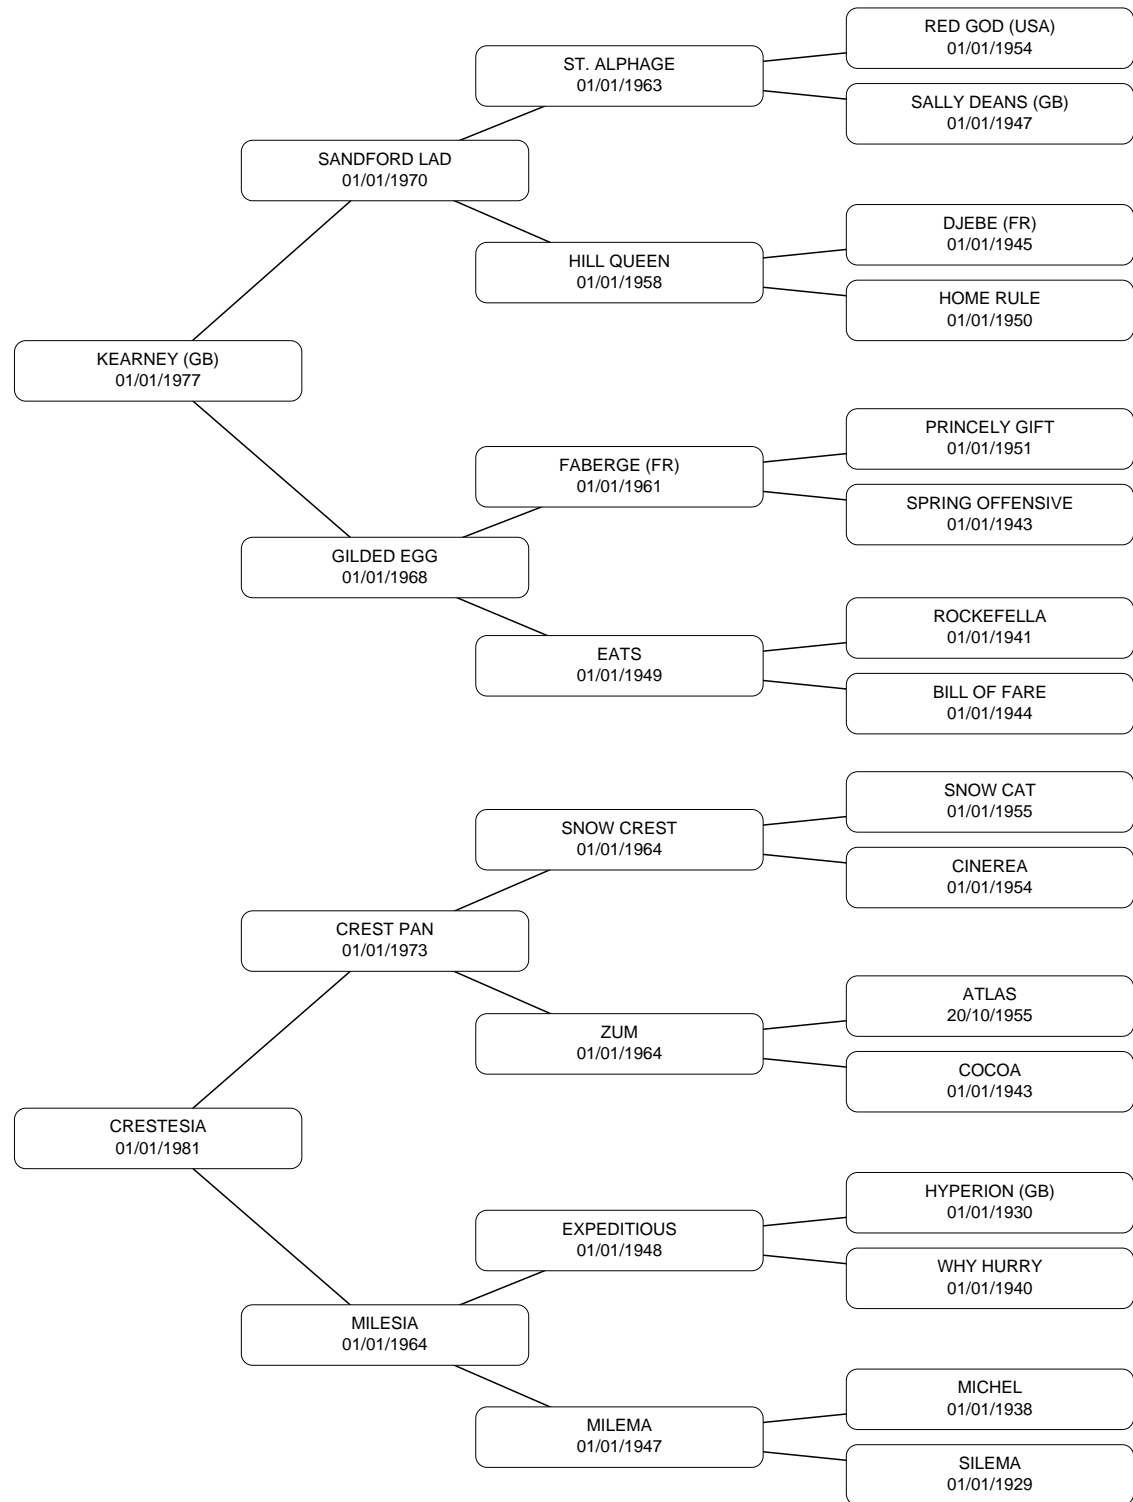 RED GOD (USA)
01/01/1954
ST. ALPHAGE
01/01/1963
SALLY DEANS (GB)
01/01/1947
SANDFORD LAD
01/01/1970
DJEBE (FR)
01/01/1945
HILL QUEEN
01/01/1958
HOME RULE
01/01/1950
KEARNEY (GB)
01/01/1977
PRINCELY GIFT
01/01/1951
FABERGE (FR)
01/01/1961
SPRING OFFENSIVE
01/01/1943
GILDED EGG
01/01/1968
ROCKEFELLA
01/01/1941
EATS
01/01/1949
BILL OF FARE
01/01/1944
SNOW CAT
01/01/1955
SNOW CREST
01/01/1964
CINEREA
01/01/1954
CREST PAN
01/01/1973
ATLAS
20/10/1955
ZUM
01/01/1964
COCOA
01/01/1943
CRESTESIA
01/01/1981
HYPERION (GB)
01/01/1930
EXPEDITIOUS
01/01/1948
WHY HURRY
01/01/1940
MILESIA
01/01/1964
MICHEL
01/01/1938
MILEMA
01/01/1947
SILEMA
01/01/1929